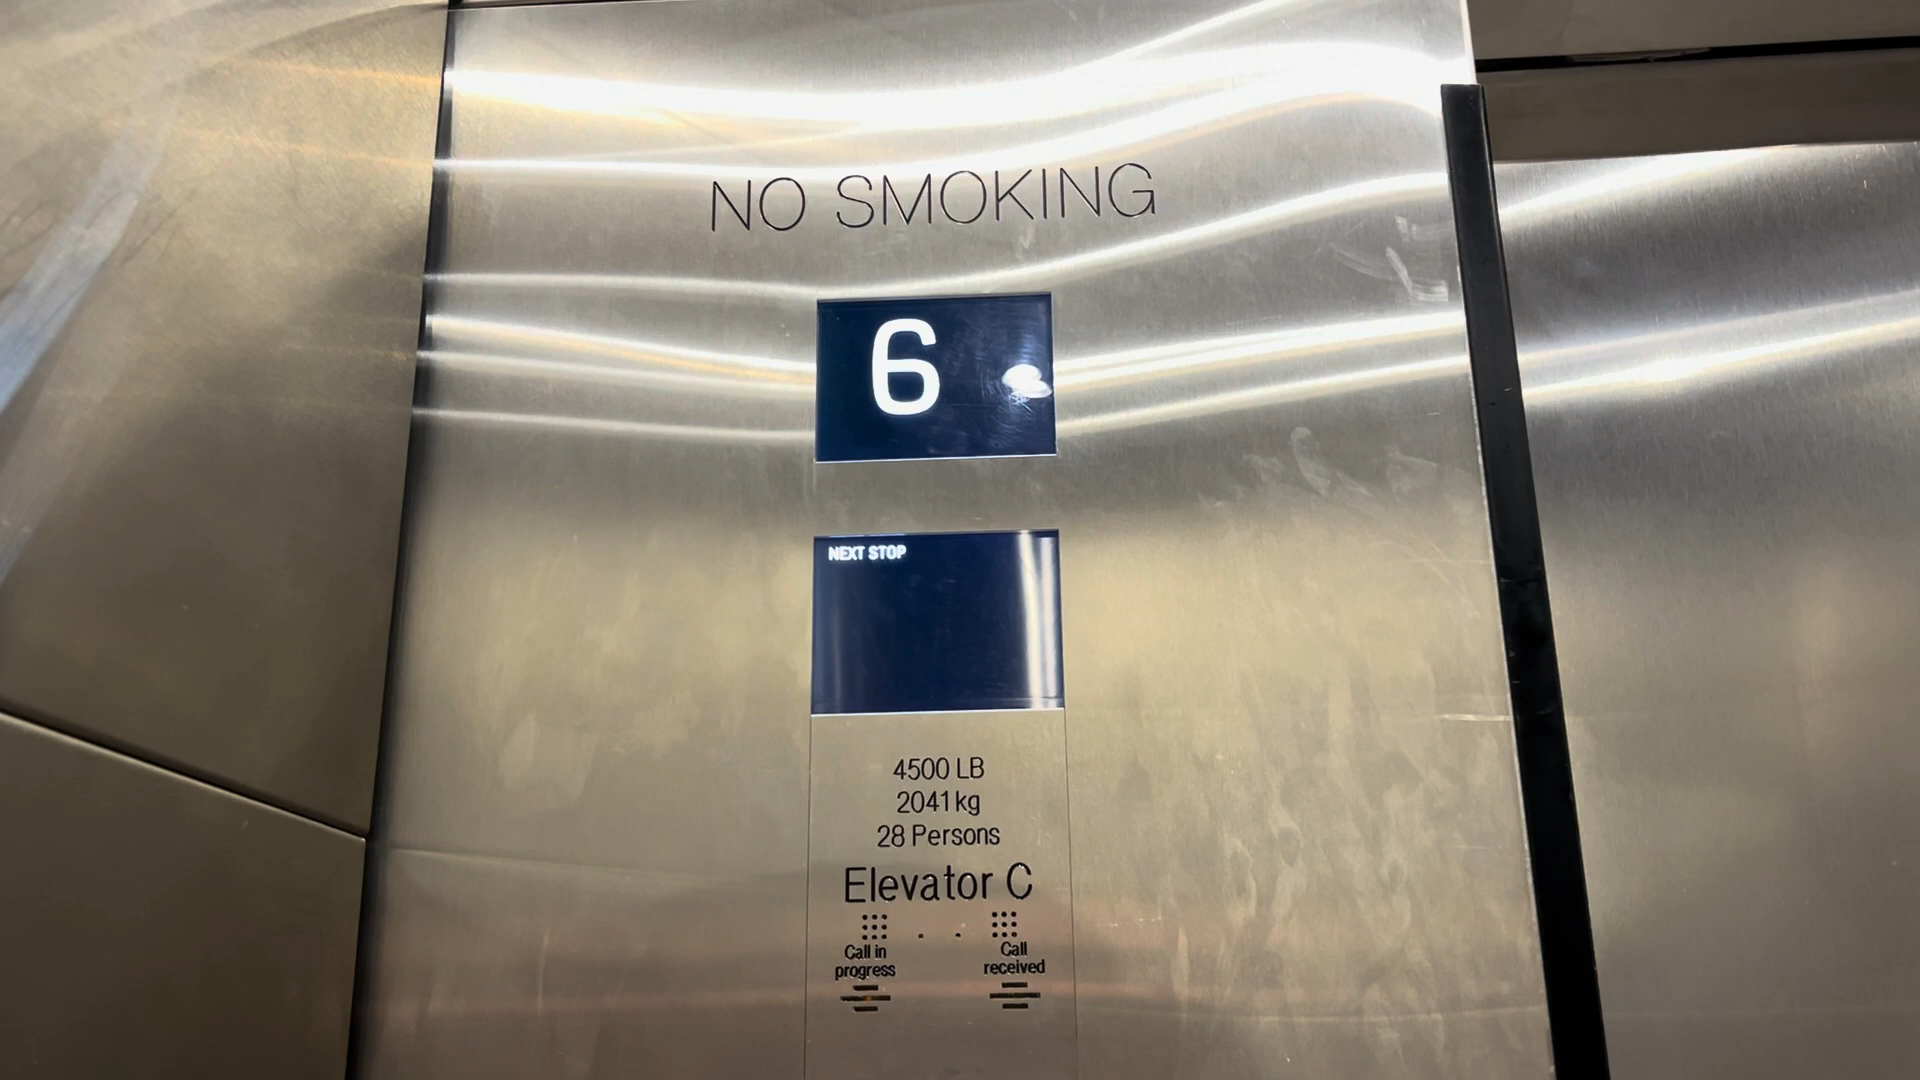 NO SMOKING
6
NEXT STOP
4500 LB
2041 kg
28 Persons
Elevator C
Call in
progress
Call
received